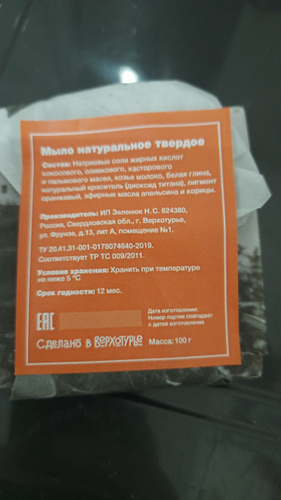 Мыло натуральное твердое
Состав: Натриевые соли жирных кислот
кокосового, оливкового, касторового
и пальмового масел, козье молоко, белая глина,
натуральный краситель (диоксид титана), пигмент
оранжевый, эфирные масла апельсина и корицы.
Производитель: ИП Зеленюк Н. С. 624380,
Россия, Свердловская обл., г. Верхотурье,
ул. Фрунзе, д.13, лит А, помещение №1.
ТУ 20.41.31-001-0176074640-2019.
Соответствует ТР ТС 009/2011.
Условия хранения: Хранить при температуре
не ниже 5 °C
Срок годности: 12 мес.
EAC
Дата изготовления.
Номер партии совпадает
с датой изготовления
Сделано в Верхотурье
Масса: 100 г